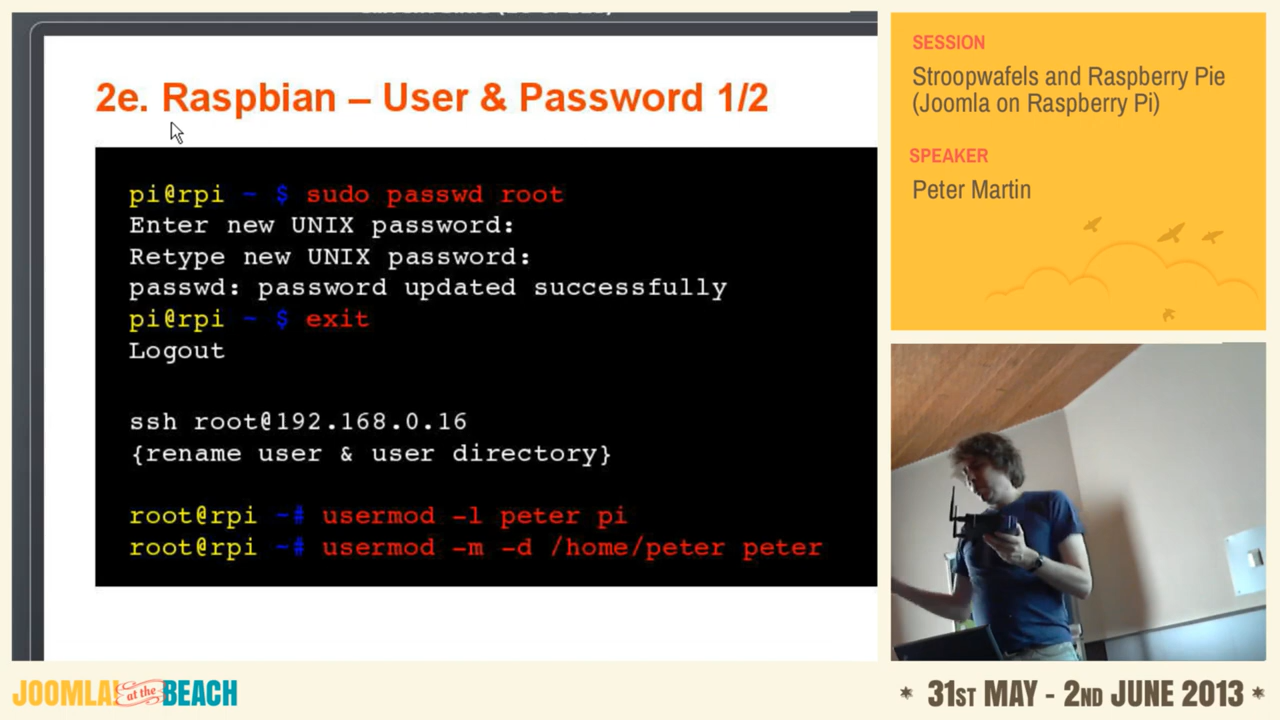 2e. Raspbian – User & Password 1/2
pi@rpi ~ $ sudo passwd root
Enter new UNIX password:
Retype new UNIX password:
passwd: password updated successfully
pi@rpi ~ $ exit
Logout
ssh root@192.168.0.16
{rename user & user directory}
root@rpi ~# usermod -l peter pi
root@rpi ~# usermod -m -d /home/peter peter
SESSION
Stroopwafels and Raspberry Pie
(Joomla on Raspberry Pi)
SPEAKER
Peter Martin
JOOMLA! at the BEACH
* 31ST MAY - 2ND JUNE 2013 *